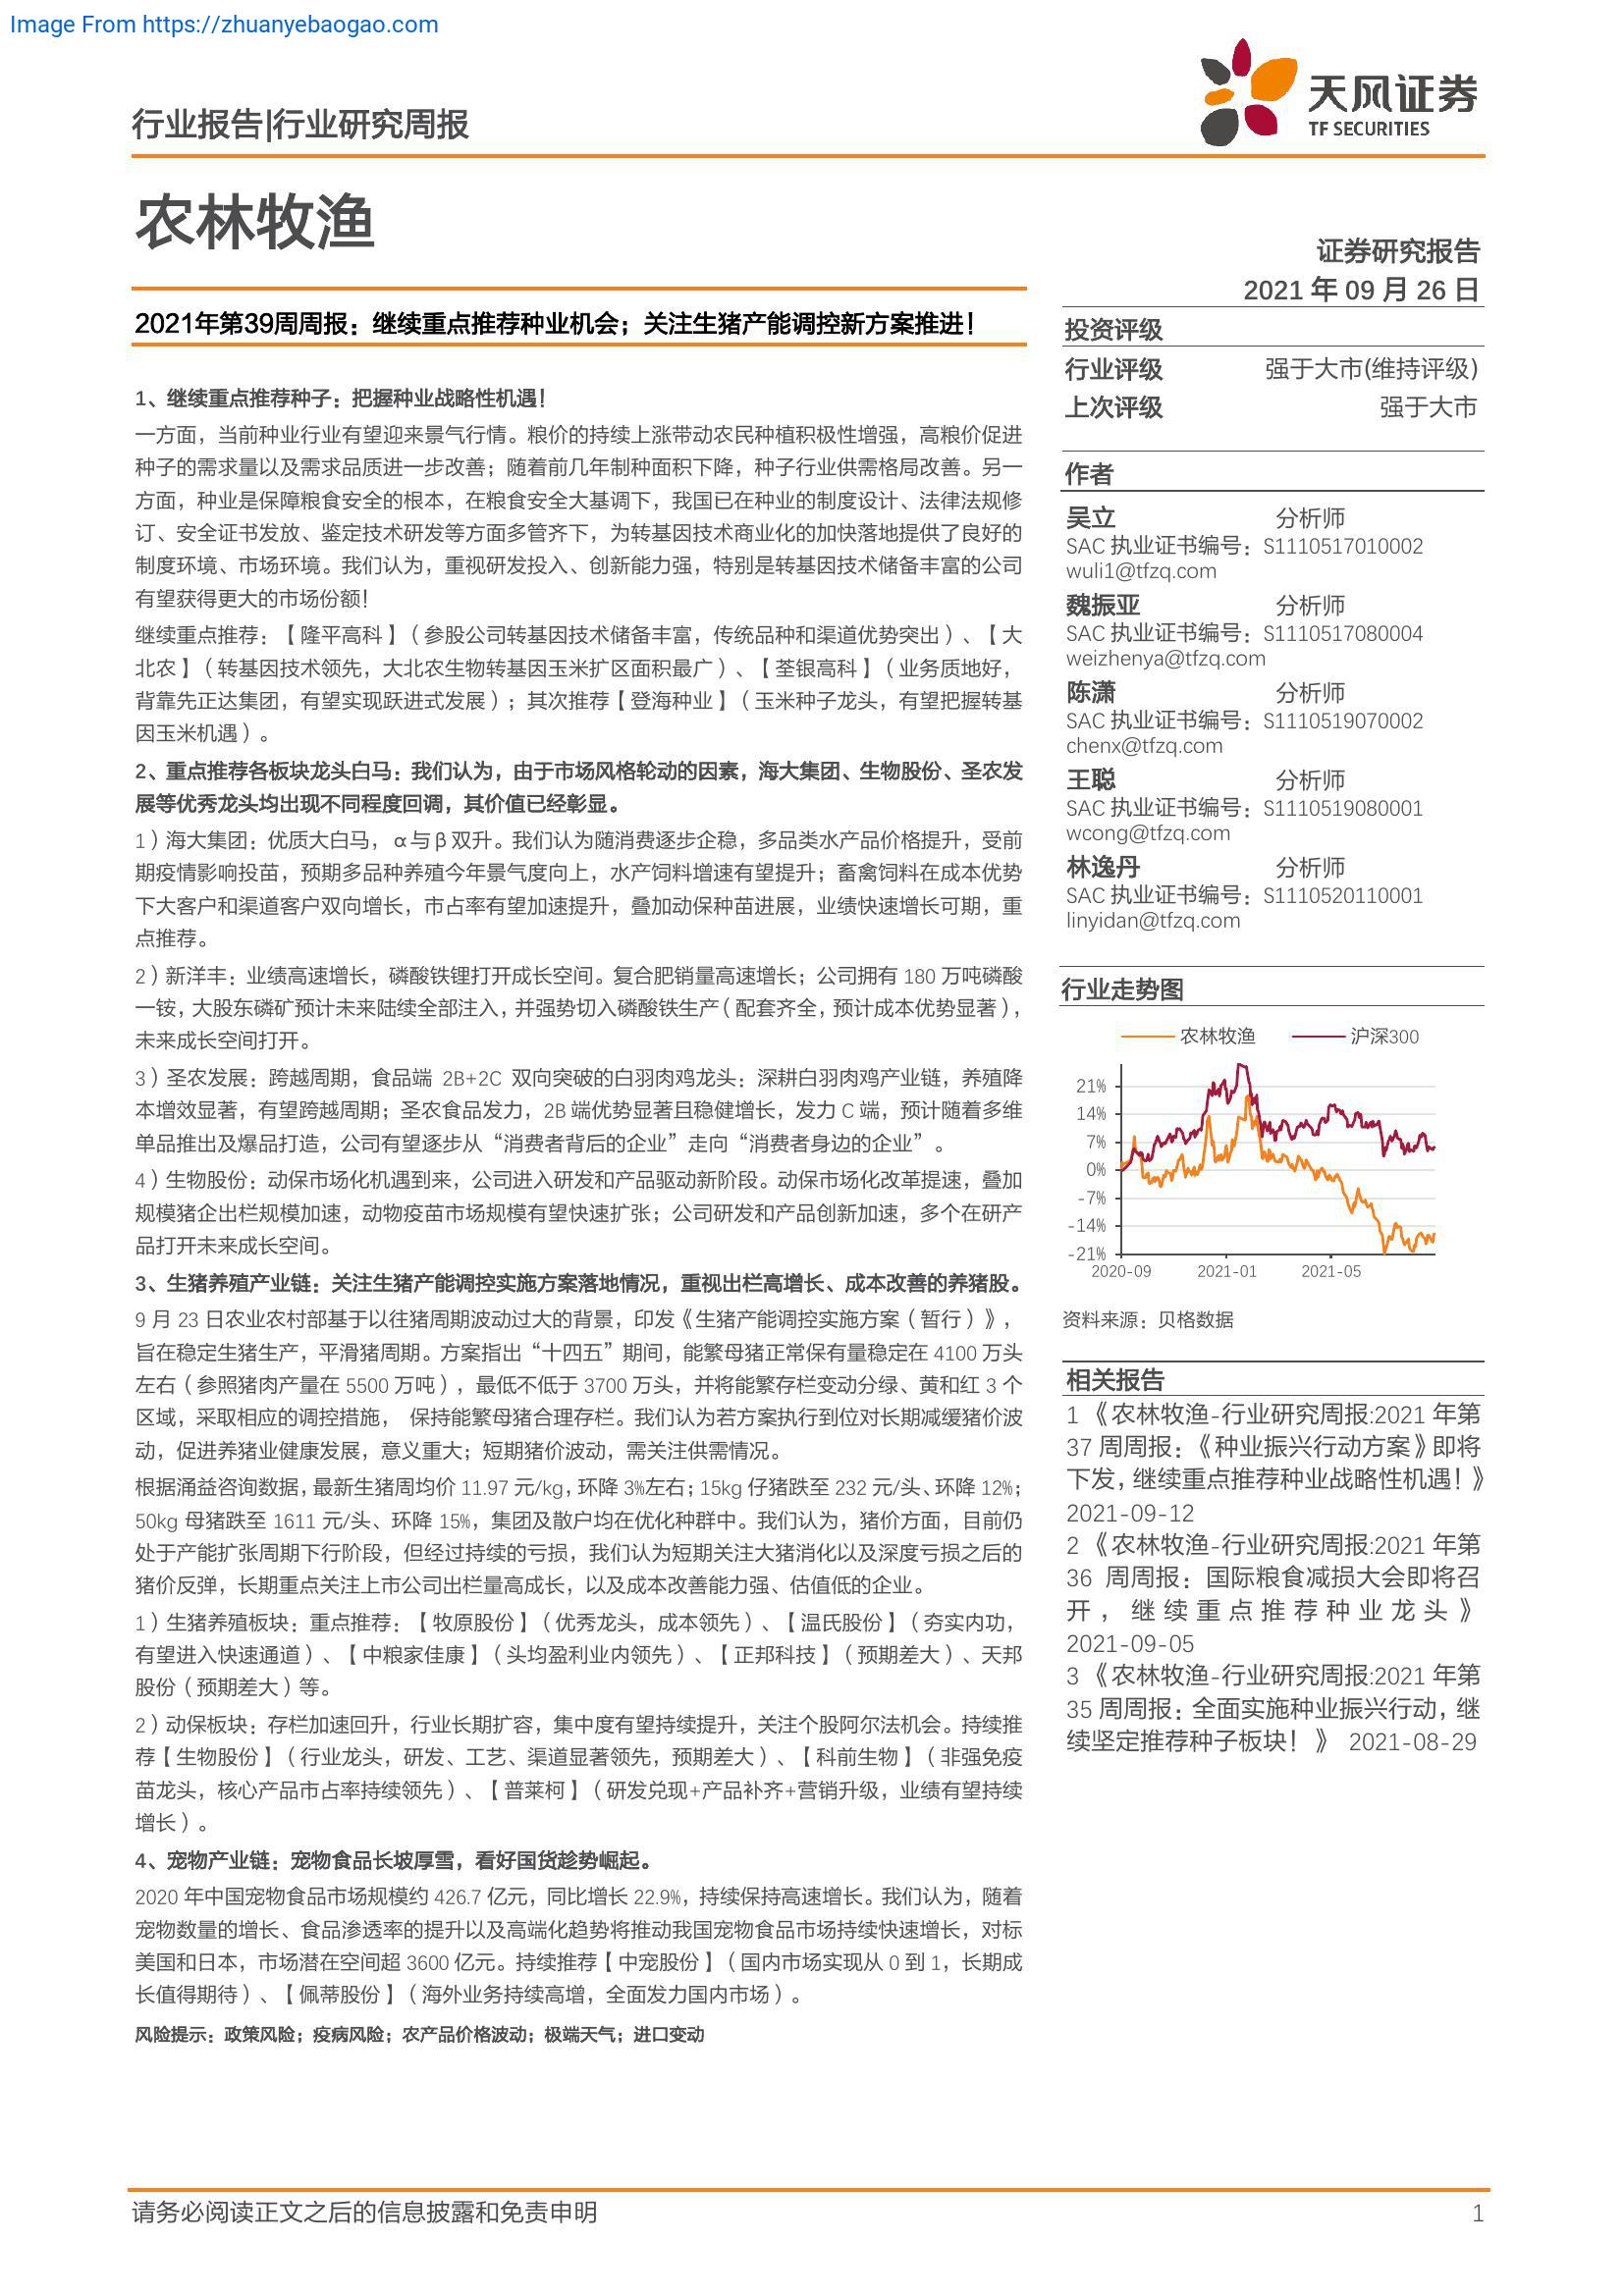 Image From https://zhuanyebaogao.com
行业报告|行业研究周报
天风证券
TF SECURITIES
农林牧渔
证券研究报告
2021 年 09 月 26 日
2021年第39周周报：继续重点推荐种业机会；关注生猪产能调控新方案推进！
1、继续重点推荐种子：把握种业战略性机遇！
一方面，当前种业行业有望迎来景气行情。粮价的持续上涨带动农民种植积极性增强，高粮价促进
种子的需求量以及需求品质进一步改善；随着前几年制种面积下降，种子行业供需格局改善。另一
方面，种业是保障粮食安全的根本，在粮食安全大基调下，我国已在种业的制度设计、法律法规修
订、安全证书发放、鉴定技术研发等方面多管齐下，为转基因技术商业化的加快落地提供了良好的
制度环境、市场环境。我们认为，重视研发投入、创新能力强，特别是转基因技术储备丰富的公司
有望获得更大的市场份额！
继续重点推荐：【隆平高科】（参股公司转基因技术储备丰富，传统品种和渠道优势突出）、【大
北农】（转基因技术领先，大北农生物转基因玉米扩区面积最广）、【荃银高科】（业务质地好，
背靠先正达集团，有望实现跃进式发展）；其次推荐【登海种业】（玉米种子龙头，有望把握转基
因玉米机遇）。
2、重点推荐各板块龙头白马：我们认为，由于市场风格轮动的因素，海大集团、生物股份、圣农发
展等优秀龙头均出现不同程度回调，其价值已经彰显。
1）海大集团：优质大白马，α与β双升。我们认为随消费逐步企稳，多品类水产品价格提升，受前
期疫情影响投苗，预期多品种养殖今年景气度向上，水产饲料增速有望提升；畜禽饲料在成本优势
下大客户和渠道客户双向增长，市占率有望加速提升，叠加动保种苗进展，业绩快速增长可期，重
点推荐。
2）新洋丰：业绩高速增长，磷酸铁锂打开成长空间。复合肥销量高速增长；公司拥有 180 万吨磷酸
一铵，大股东磷矿预计未来陆续全部注入，并强势切入磷酸铁生产（配套齐全，预计成本优势显著），
未来成长空间打开。
3）圣农发展：跨越周期，食品端 2B+2C 双向突破的白羽肉鸡龙头：深耕白羽肉鸡产业链，养殖降
本增效显著，有望跨越周期；圣农食品发力，2B 端优势显著且稳健增长，发力 C 端，预计随着多维
单品推出及爆品打造，公司有望逐步从“消费者背后的企业”走向“消费者身边的企业”。
4）生物股份：动保市场化机遇到来，公司进入研发和产品驱动新阶段。动保市场化改革提速，叠加
规模猪企出栏规模加速，动物疫苗市场规模有望快速扩张；公司研发和产品创新加速，多个在研产
品打开未来成长空间。
3、生猪养殖产业链：关注生猪产能调控实施方案落地情况，重视出栏高增长、成本改善的养猪股。
9 月 23 日农业农村部基于以往猪周期波动过大的背景，印发《生猪产能调控实施方案（暂行）》，
旨在稳定生猪生产，平滑猪周期。方案指出“十四五”期间，能繁母猪正常保有量稳定在 4100 万头
左右（参照猪肉产量在 5500 万吨），最低不低于 3700 万头，并将能繁存栏变动分绿、黄和红 3 个
区域，采取相应的调控措施， 保持能繁母猪合理存栏。我们认为若方案执行到位对长期减缓猪价波
动，促进养猪业健康发展，意义重大；短期猪价波动，需关注供需情况。
根据涌益咨询数据，最新生猪周均价 11.97 元/kg，环降 3%左右；15kg 仔猪跌至 232 元/头、环降 12%；
50kg 母猪跌至 1611 元/头、环降 15%，集团及散户均在优化种群中。我们认为，猪价方面，目前仍
处于产能扩张周期下行阶段，但经过持续的亏损，我们认为短期关注大猪消化以及深度亏损之后的
猪价反弹，长期重点关注上市公司出栏量高成长，以及成本改善能力强、估值低的企业。
1）生猪养殖板块：重点推荐：【牧原股份】（优秀龙头，成本领先）、【温氏股份】（夯实内功，
有望进入快速通道）、【中粮家佳康】（头均盈利业内领先）、【正邦科技】（预期差大）、天邦
股份（预期差大）等。
2）动保板块：存栏加速回升，行业长期扩容，集中度有望持续提升，关注个股阿尔法机会。持续推
荐【生物股份】（行业龙头，研发、工艺、渠道显著领先，预期差大）、【科前生物】（非强免疫
苗龙头，核心产品市占率持续领先）、【普莱柯】（研发兑现+产品补齐+营销升级，业绩有望持续
增长）。
4、宠物产业链：宠物食品长坡厚雪，看好国货趁势崛起。
2020 年中国宠物食品市场规模约 426.7 亿元，同比增长 22.9%，持续保持高速增长。我们认为，随着
宠物数量的增长、食品渗透率的提升以及高端化趋势将推动我国宠物食品市场持续快速增长，对标
美国和日本，市场潜在空间超 3600 亿元。持续推荐【中宠股份】（国内市场实现从 0 到 1，长期成
长值得期待）、【佩蒂股份】（海外业务持续高增，全面发力国内市场）。
风险提示：政策风险；疫病风险；农产品价格波动；极端天气；进口变动
投资评级
行业评级 强于大市(维持评级)
上次评级 强于大市
作者
吴立 分析师
SAC 执业证书编号：S1110517010002
wuli1@tfzq.com
魏振亚 分析师
SAC 执业证书编号：S1110517080004
weizhenya@tfzq.com
陈潇 分析师
SAC 执业证书编号：S1110519070002
chenx@tfzq.com
王聪 分析师
SAC 执业证书编号：S1110519080001
wcong@tfzq.com
林逸丹 分析师
SAC 执业证书编号：S1110520110001
linyidan@tfzq.com
行业走势图
农林牧渔 沪深300
21%
14%
7%
0%
-7%
-14%
-21%
2020-09 2021-01 2021-05
资料来源：贝格数据
相关报告
1 《农林牧渔-行业研究周报:2021 年第
37 周周报：《种业振兴行动方案》即将
下发，继续重点推荐种业战略性机遇！》
2021-09-12
2 《农林牧渔-行业研究周报:2021 年第
36 周周报：国际粮食减损大会即将召
开，继续重点推荐种业龙头》
2021-09-05
3 《农林牧渔-行业研究周报:2021 年第
35 周周报：全面实施种业振兴行动，继
续坚定推荐种子板块！》 2021-08-29
请务必阅读正文之后的信息披露和免责申明
1